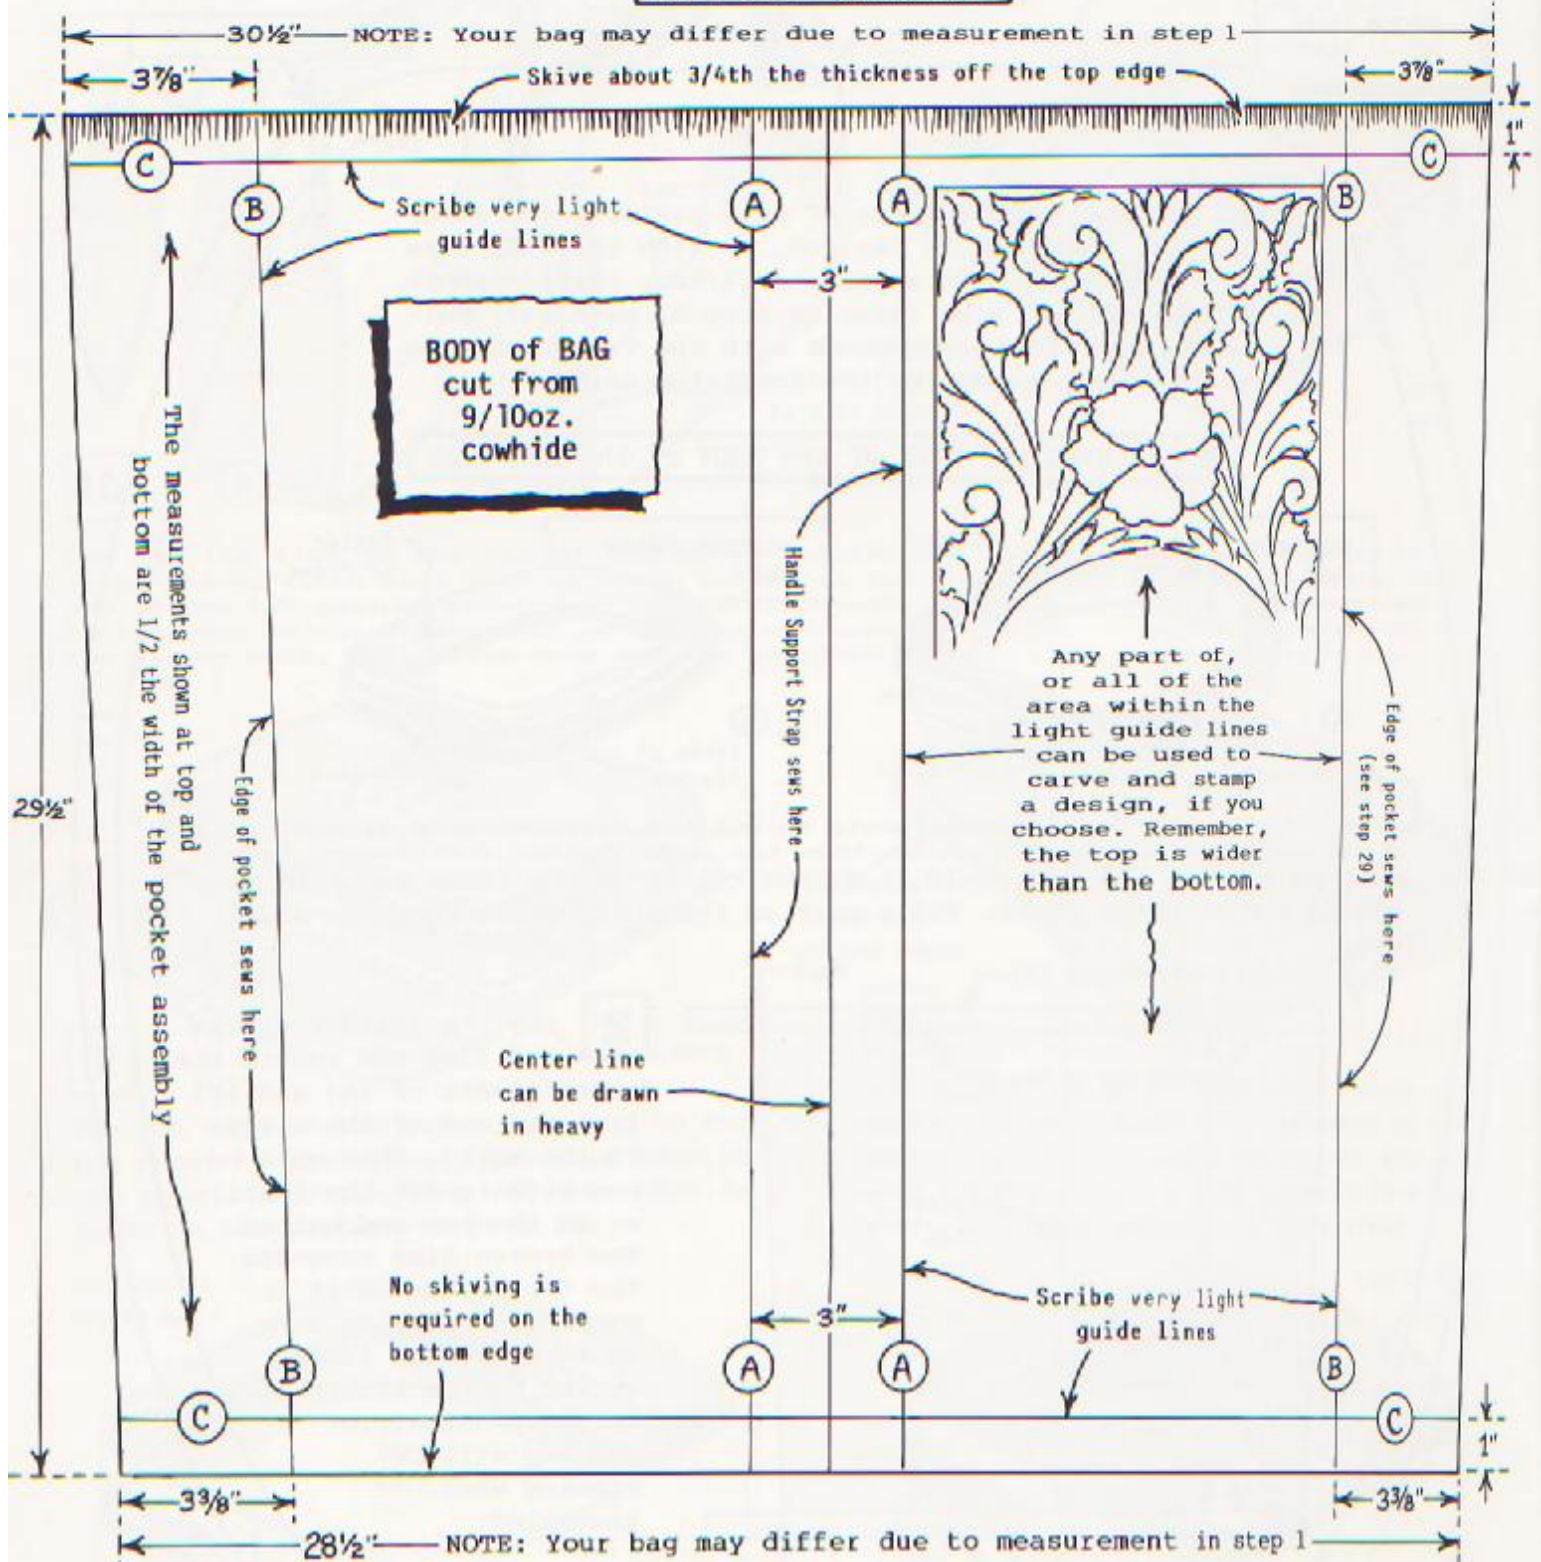 30½" NOTE: Your bag may differ due to measurement in step 1
3⅞"
Skive about 3/4th the thickness off the top edge
3⅞"
1"
C
C
B
Scribe very light
guide lines
A
A
B
3"
BODY of BAG
cut from
9/10oz.
cowhide
The measurements shown at top and
bottom are 1/2 the width of the pocket assembly
29½"
Edge of pocket sews here
Handle Support Strap sews here
Any part of,
or all of the
area within the
light guide lines
can be used to
carve and stamp
a design, if you
choose. Remember,
the top is wider
than the bottom.
Edge of pocket sews here
(see step 29)
Center line
can be drawn
in heavy
No skiving is
required on the
bottom edge
3"
Scribe very light
guide lines
B
A
A
B
C
C
1"
3⅜"
3⅜"
28½" NOTE: Your bag may differ due to measurement in step 1